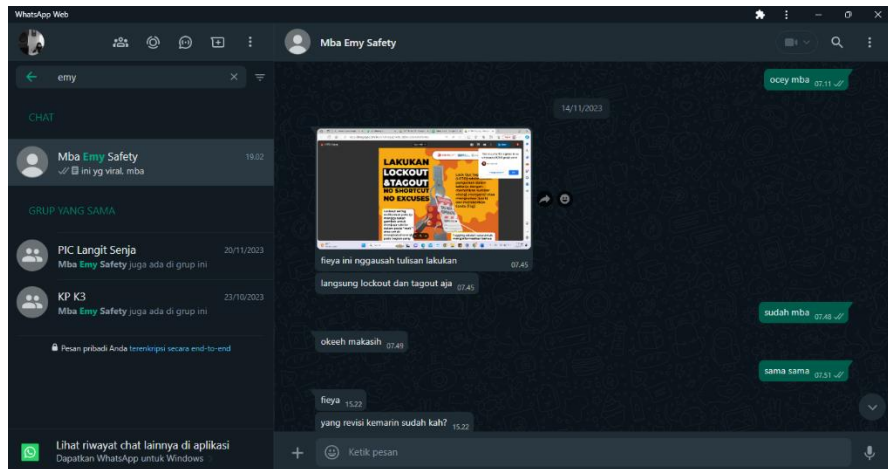 WhatsApp Web
Mba Emy Safety
emy
ocey mba 07.11
CHAT
14/11/2023
Mba Emy Safety 19.02
ini yg viral. mba
LAKUKAN
LOCKOUT
&TAGOUT
NO SHORTCUT
NO EXCUSES
GRUP YANG SAMA
PIC Langit Senja 20/11/2023
Mba Emy Safety juga ada di grup ini
fieya ini nggausah tulisan lakukan 07.45
langsung lockout dan tagout aja 07.45
KP K3 23/10/2023
Mba Emy Safety juga ada di grup ini
sudah mba 07.48
Pesan pribadi Anda terenkripsi secara end-to-end
okeeh makasih 07.49
sama sama 07.51
fieya 15.22
yang revisi kemarin sudah kah? 15.22
Lihat riwayat chat lainnya di aplikasi
Dapatkan WhatsApp untuk Windows
Ketik pesan